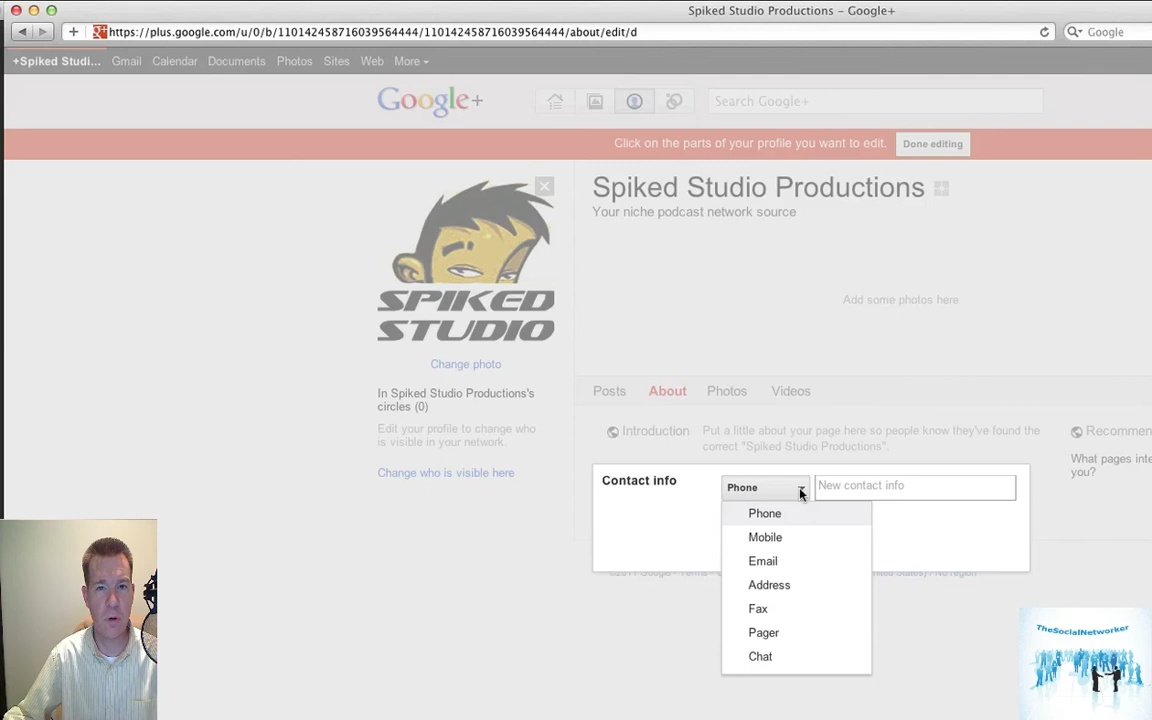 Spiked Studio Productions – Google+
https://plus.google.com/u/0/b/110142458716039564444/110142458716039564444/about/edit/d
Google
+Spiked Studi... Gmail Calendar Documents Photos Sites Web More
Google+
Search Google+
Click on the parts of your profile you want to edit. Done editing
Spiked Studio Productions
Your niche podcast network source
SPIKED
STUDIO
Add some photos here
Change photo
In Spiked Studio Productions's
circles (0)
Edit your profile to change who
is visible in your network.
Change who is visible here
Posts About Photos Videos
Introduction
Put a little about your page here so people know they've found the
correct "Spiked Studio Productions".
Recommen
What pages inte
you?
Contact info
Phone
New contact info
Phone
Mobile
Email
Address
Fax
Pager
Chat
TheSocialNetworker